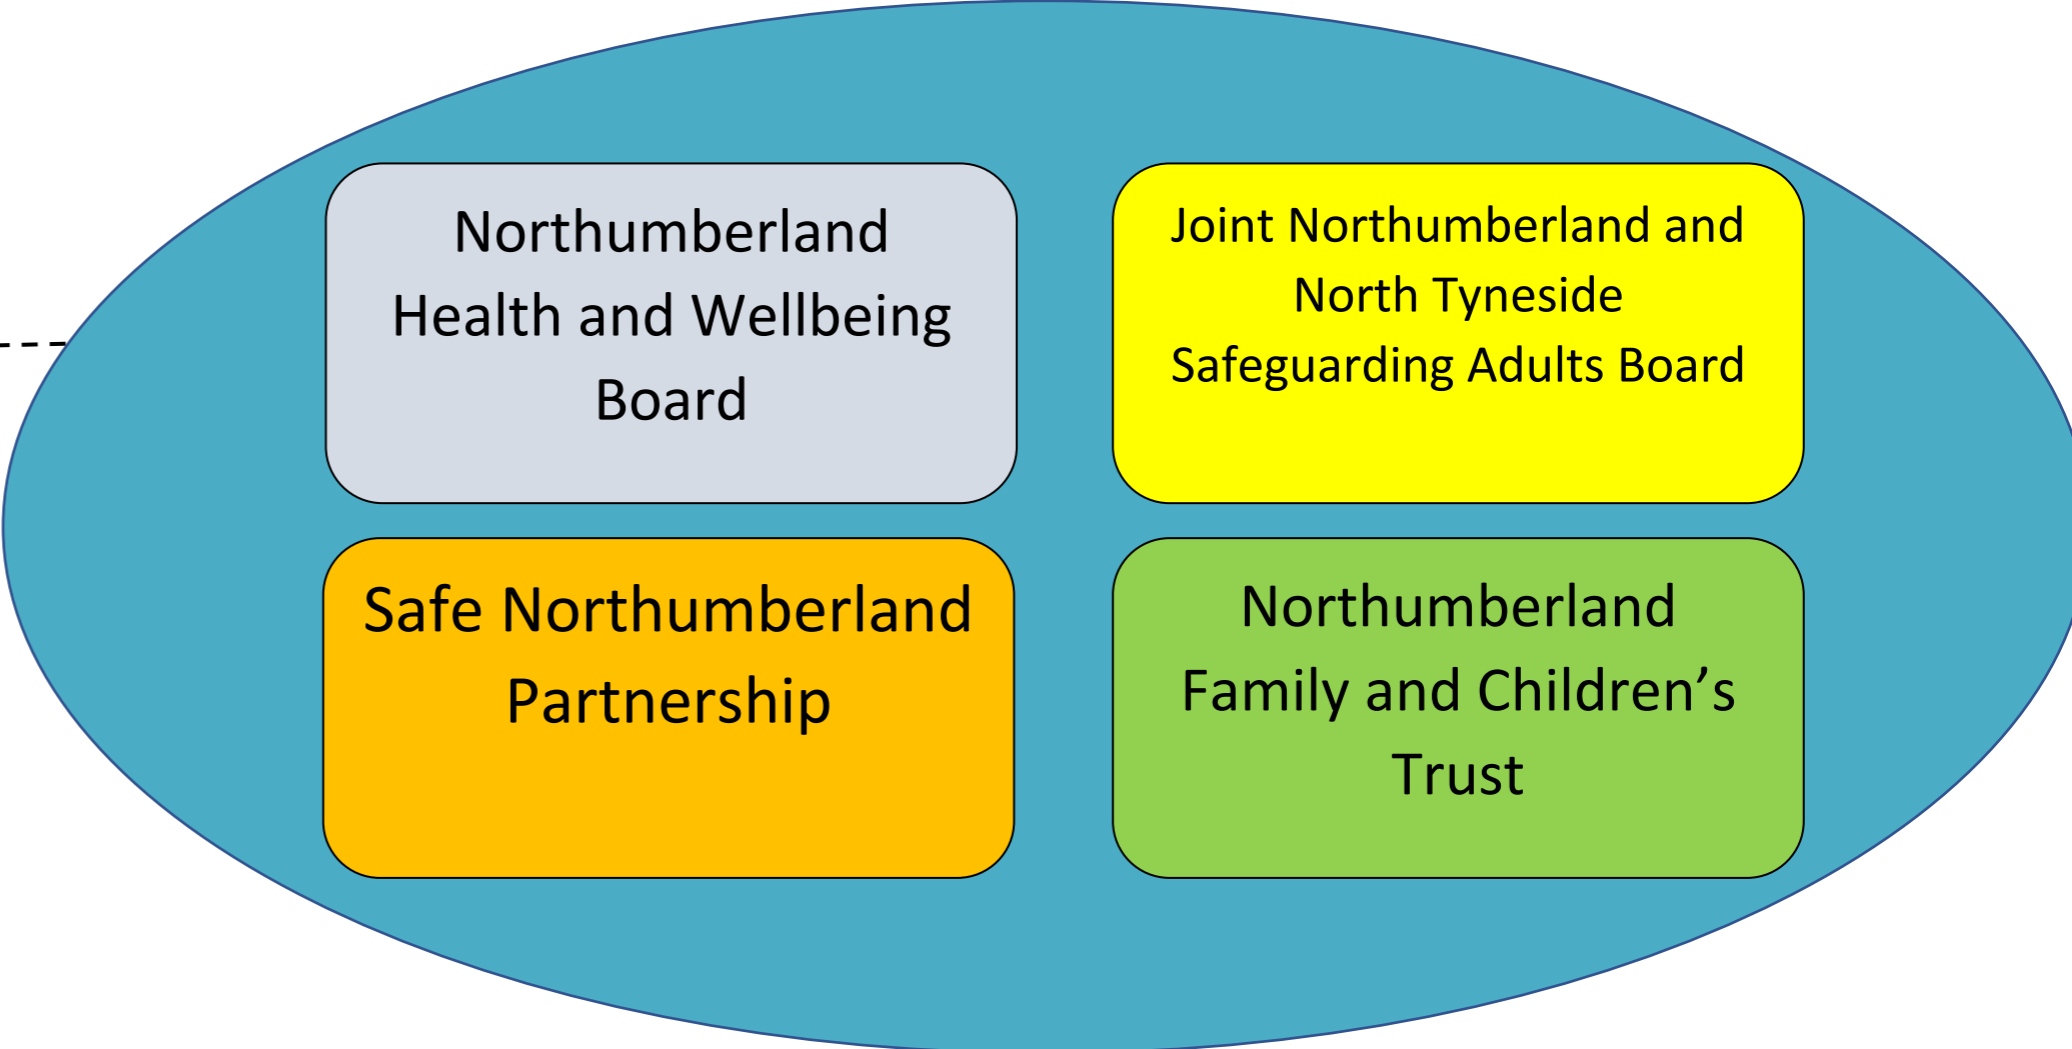 Northumberland
Health and Wellbeing
Board
Joint Northumberland and
North Tyneside
Safeguarding Adults Board
Safe Northumberland
Partnership
Northumberland
Family and Children’s
Trust